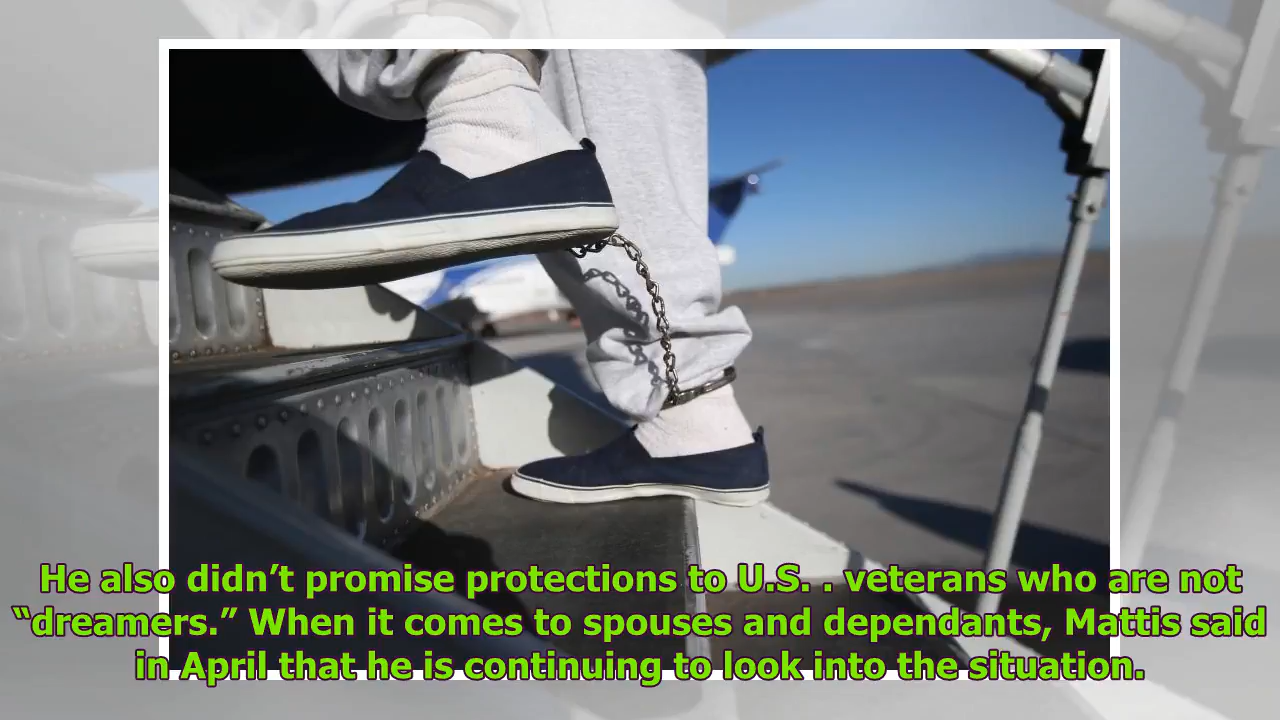 He also didn’t promise protections to U.S. . veterans who are not
“dreamers.” When it comes to spouses and dependants, Mattis said
in April that he is continuing to look into the situation.